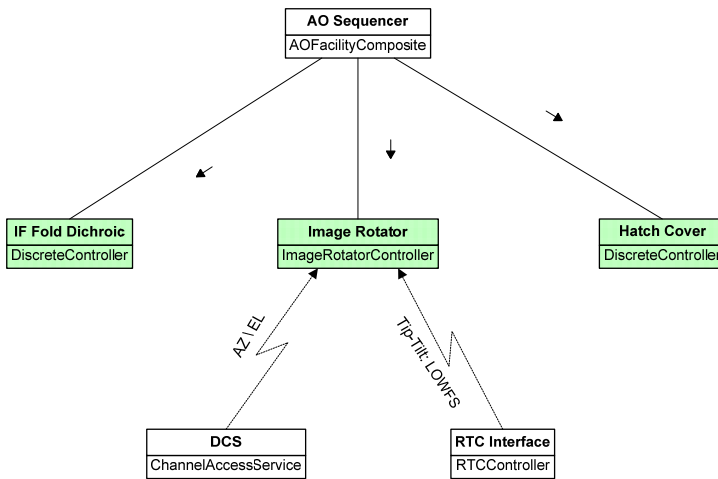 AO Sequencer
AOFacilityComposite
IF Fold Dichroic
DiscreteController
Image Rotator
ImageRotatorController
Hatch Cover
DiscreteController
AZ \ EL
Tip-Tilt: LOWFS
DCS
ChannelAccessService
RTC Interface
RTCController